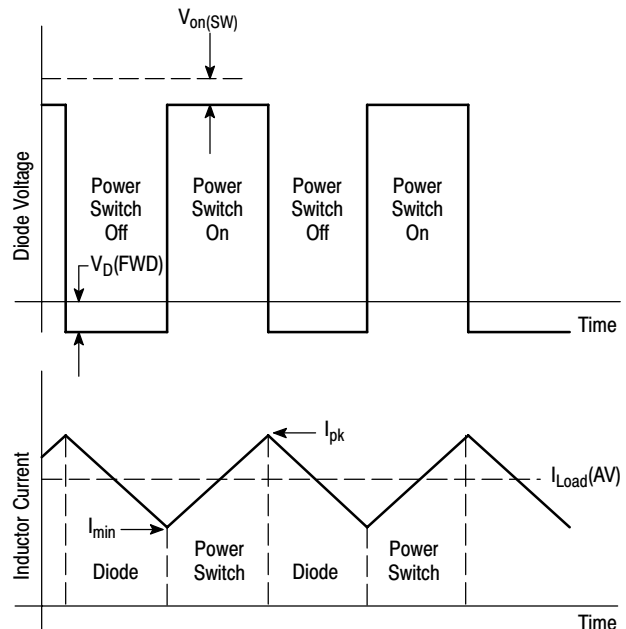 Von(SW)
Diode Voltage
Power
Switch
Off
Power
Switch
On
Power
Switch
Off
Power
Switch
On
VD(FWD)
Time
Inductor Current
Ipk
ILoad(AV)
Imin
Diode
Power
Switch
Diode
Power
Switch
Time